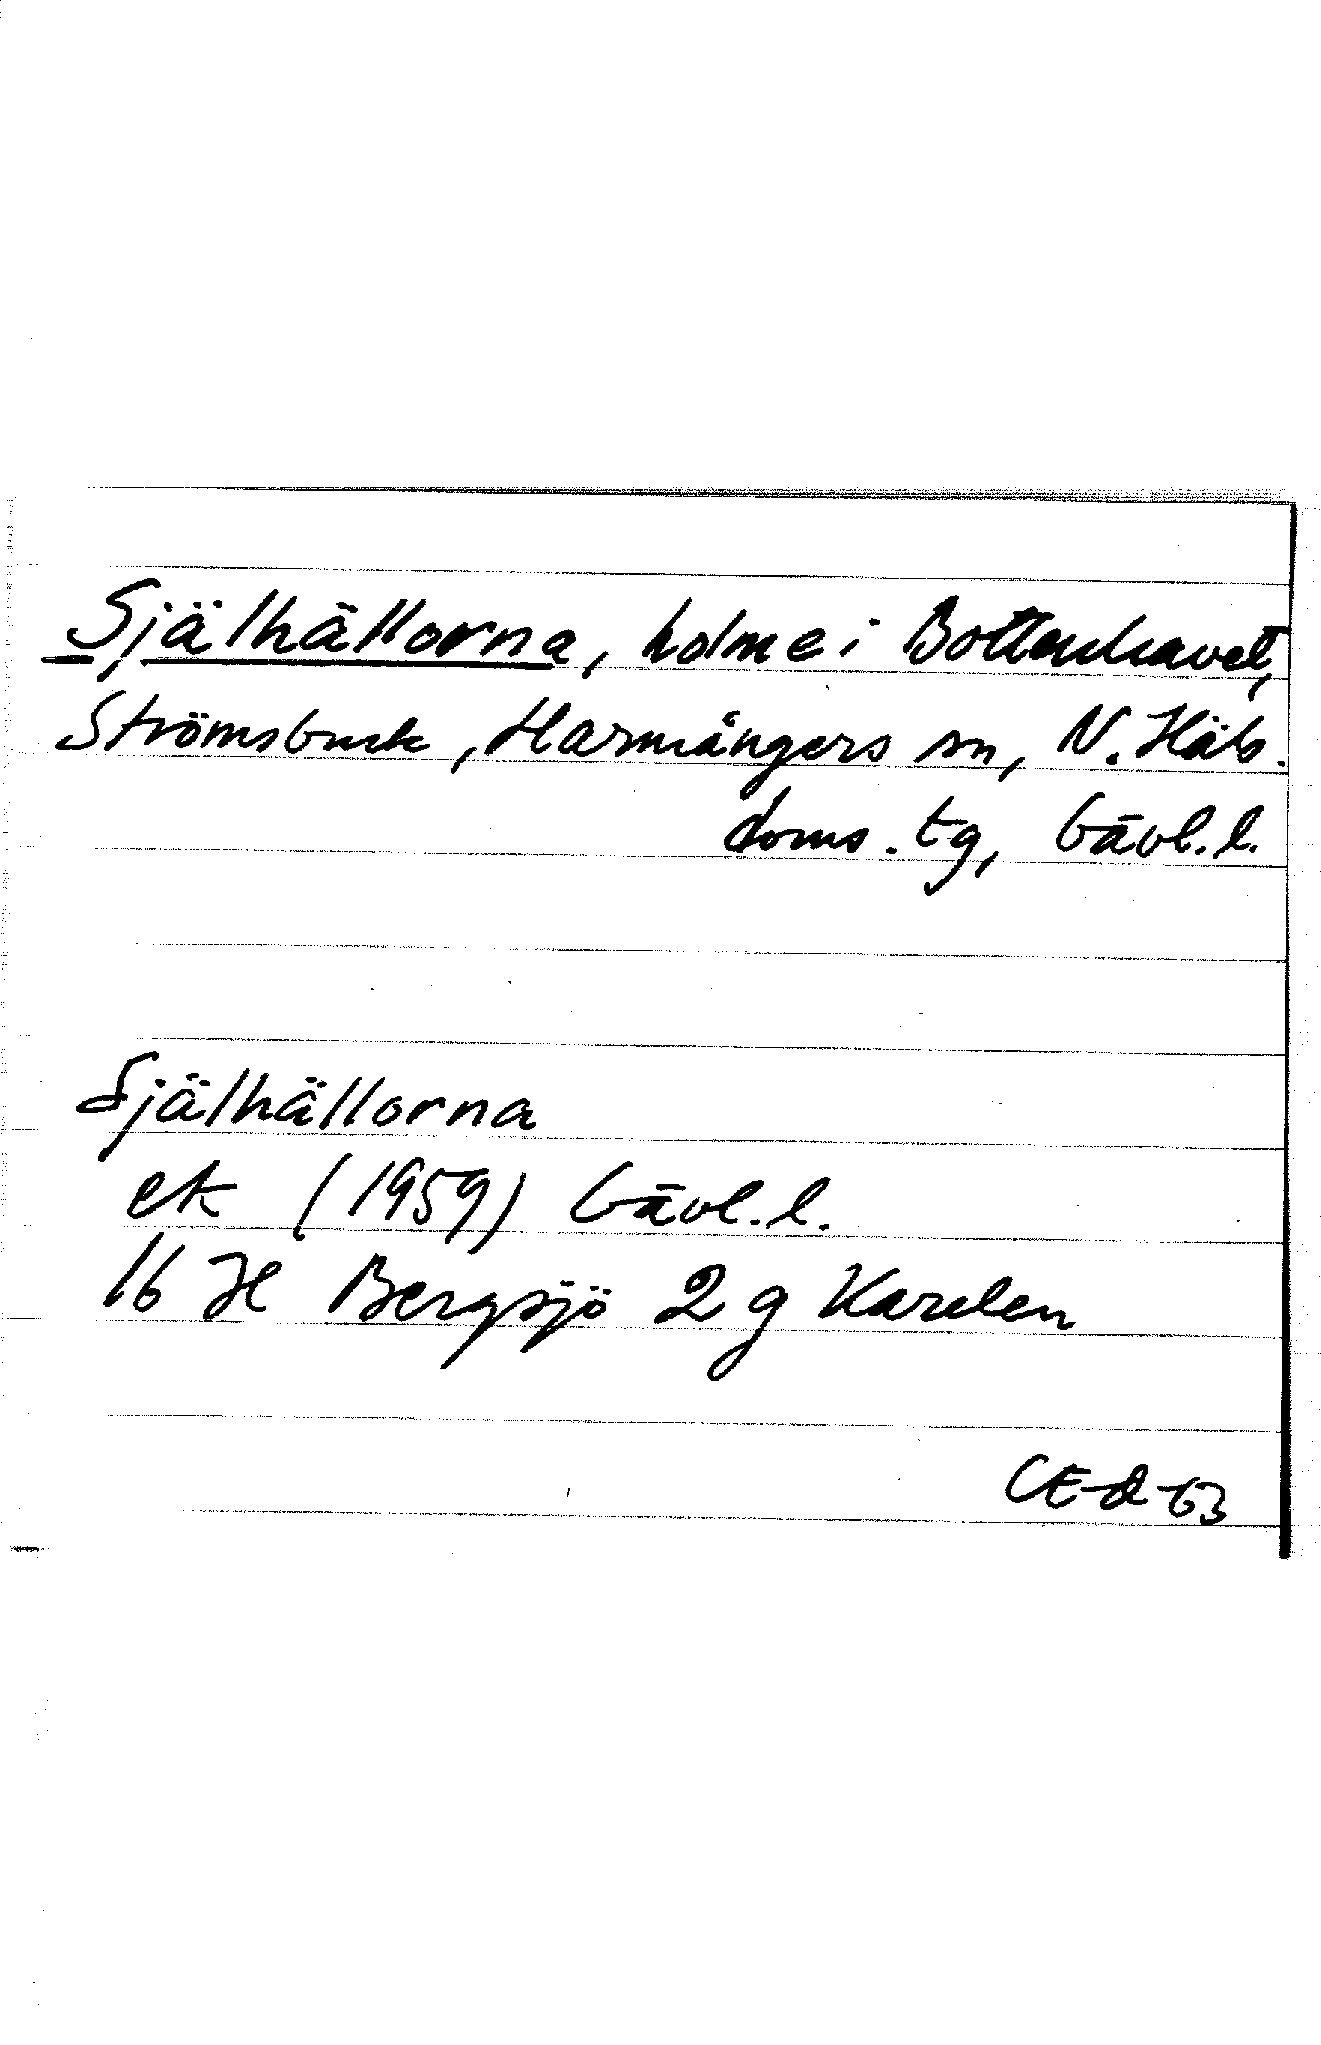 Själhällorna, holme i Bottenhavet,
Strömsbruk, Harmångers sn, N. Häls.
doms. tg, Gävl. l.
Själhällorna
ek (1959) Gävl. l.
16 H Bergsjö 2 g Karelen
CE-d-63